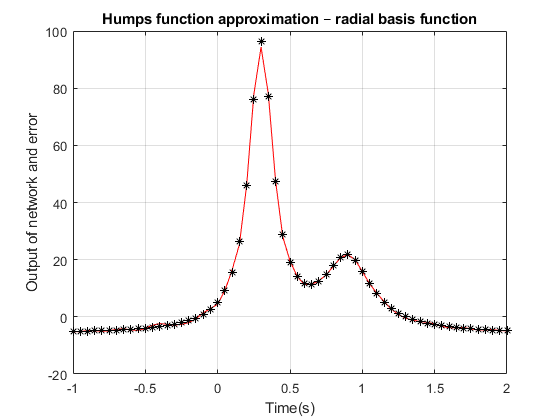 Humps function approximation − radial basis function
100
80
60
40
20
0
-20
Output of network and error
-1 -0.5 0 0.5 1 1.5 2
Time(s)